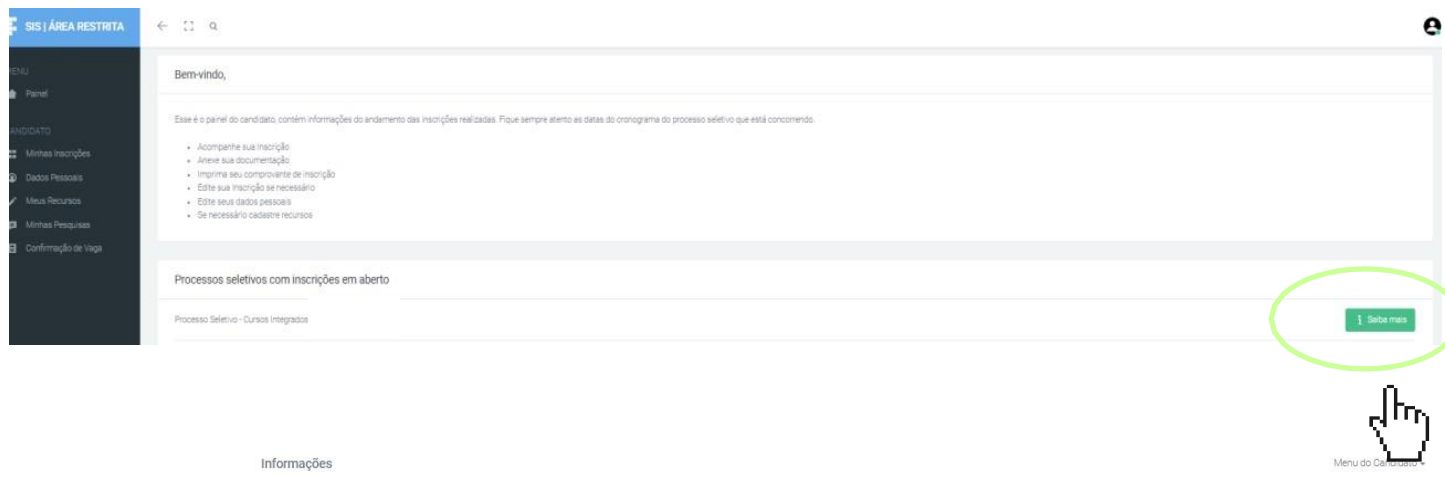 SIS | ÁREA RESTRITA
MENU
Painel
CANDIDATO
Minhas Inscrições
Dados Pessoais
Meus Recursos
Minhas Pesquisas
Confirmação de Vaga
Bem-vindo,
Esse é o painel do candidato, contém informações do andamento das inscrições realizadas. Fique sempre atento as datas do cronograma do processo seletivo que está concorrendo.
Acompanhe sua inscrição
Anexe sua documentação
Imprima seu comprovante de inscrição
Edite sua Inscrição se necessário
Edite seus dados pessoais
Se necessário cadastre recursos
Processos seletivos com inscrições em aberto
Processo Seletivo - Cursos Integrados
Saiba mais
Informações
Menu do Candidato